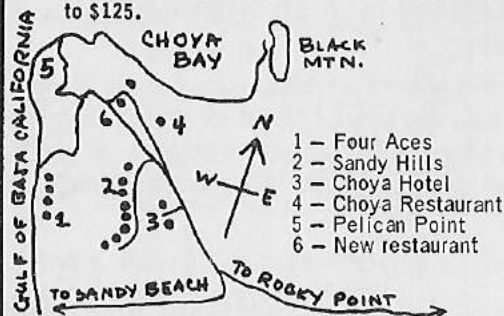 to $125.
CHOYA
BAY
BLACK
MTN.
GULF OF BAJA CALIFORNIA
5
6
4
N
W
E
1
2
3
1 – Four Aces
2 – Sandy Hills
3 – Choya Hotel
4 – Choya Restaurant
5 – Pelican Point
6 – New restaurant
TO SANDY BEACH
TO ROCKY POINT